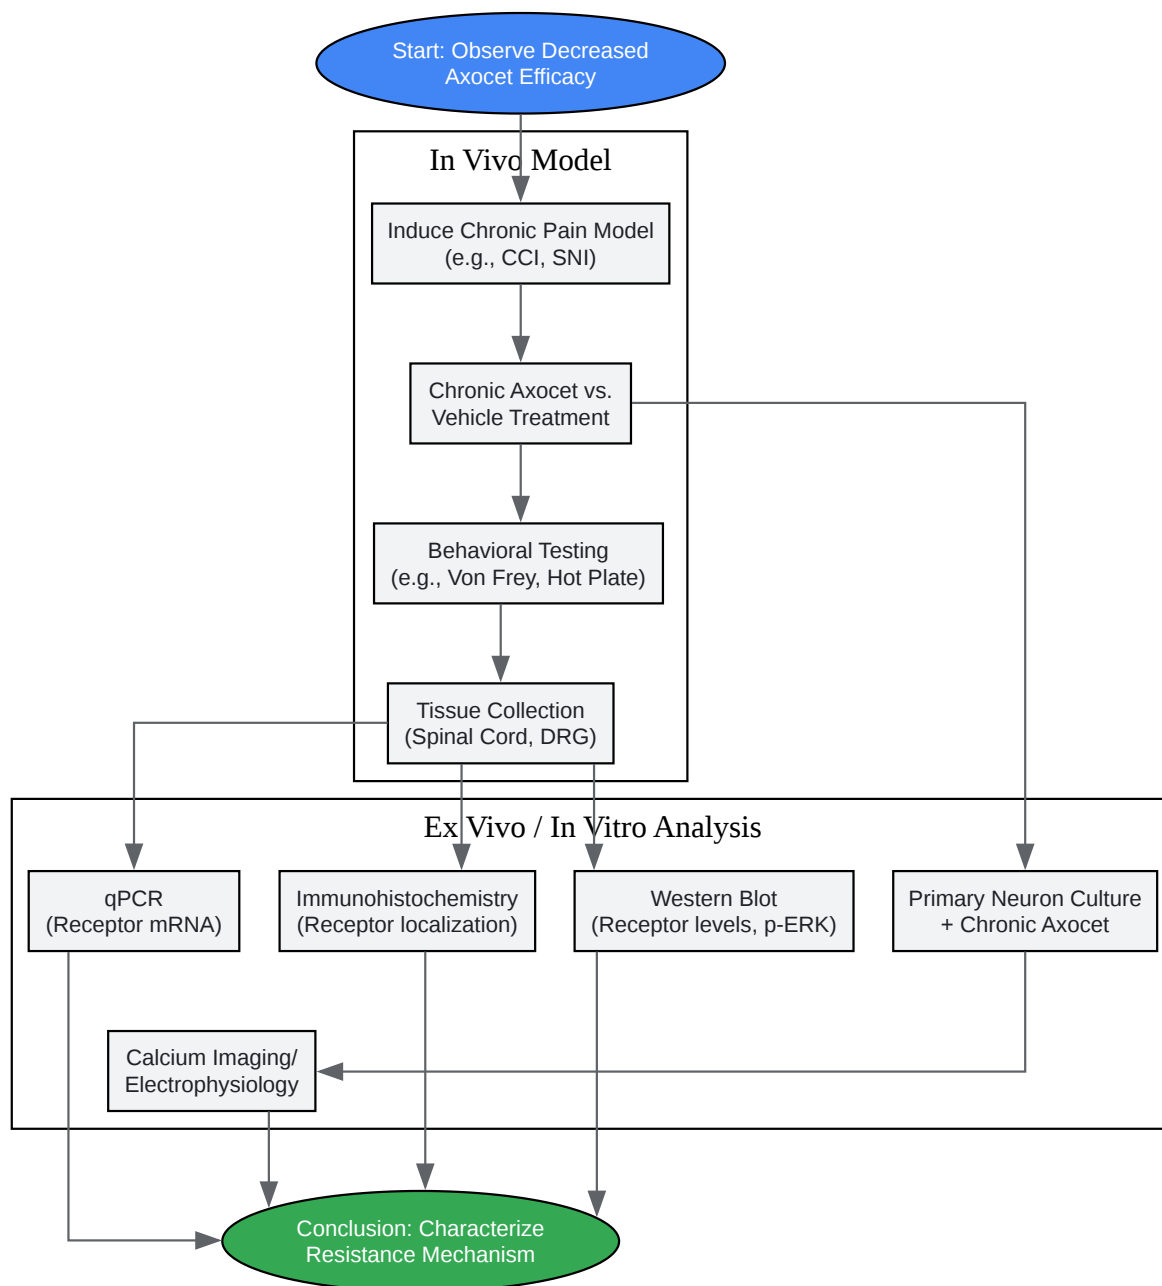 Start: Observe Decreased
Axocet Efficacy
In Vivo Model
Induce Chronic Pain Model
(e.g., CCI, SNI)
Chronic Axocet vs.
Vehicle Treatment
Behavioral Testing
(e.g., Von Frey, Hot Plate)
Tissue Collection
(Spinal Cord, DRG)
Ex Vivo / In Vitro Analysis
qPCR
(Receptor mRNA)
Immunohistochemistry
(Receptor localization)
Western Blot
(Receptor levels, p-ERK)
Primary Neuron Culture
+ Chronic Axocet
Calcium Imaging/
Electrophysiology
Conclusion: Characterize
Resistance Mechanism